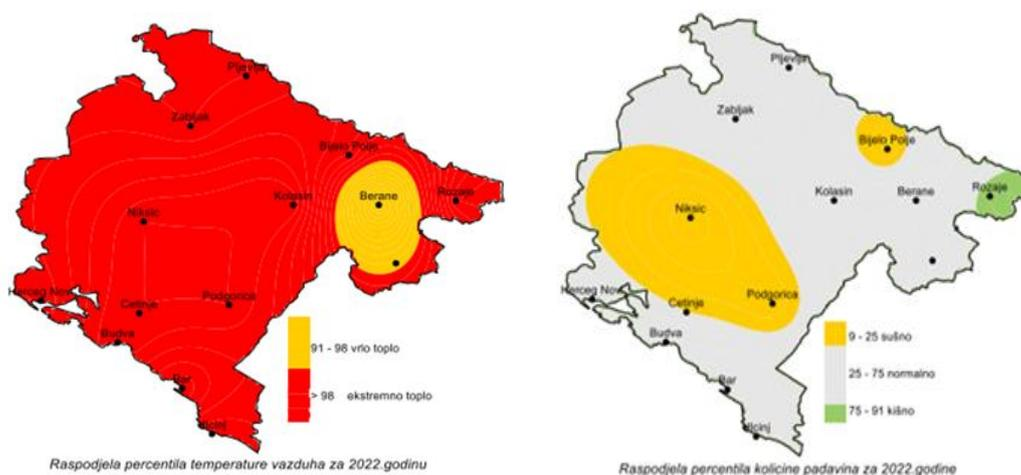 Pljevlja
Zabljak
Bijelo Polje
Kolasin
Berane
Rozaje
Niksic
Herceg Novi
Cetinje
Podgorica
Budva
Bar
Ulcinj
91 - 98 vrlo toplo
> 98 ekstremno toplo
Raspodjela percentila temperature vazduha za 2022.godinu
Pljevlja
Zabljak
Bijelo Polje
Kolasin
Berane
Rozaje
Niksic
Herceg Novi
Cetinje
Podgorica
Budva
Bar
Ulcinj
9 - 25 sušno
25 - 75 normalno
75 - 91 kišno
Raspodjela percentila kolicine padavina za 2022.godine